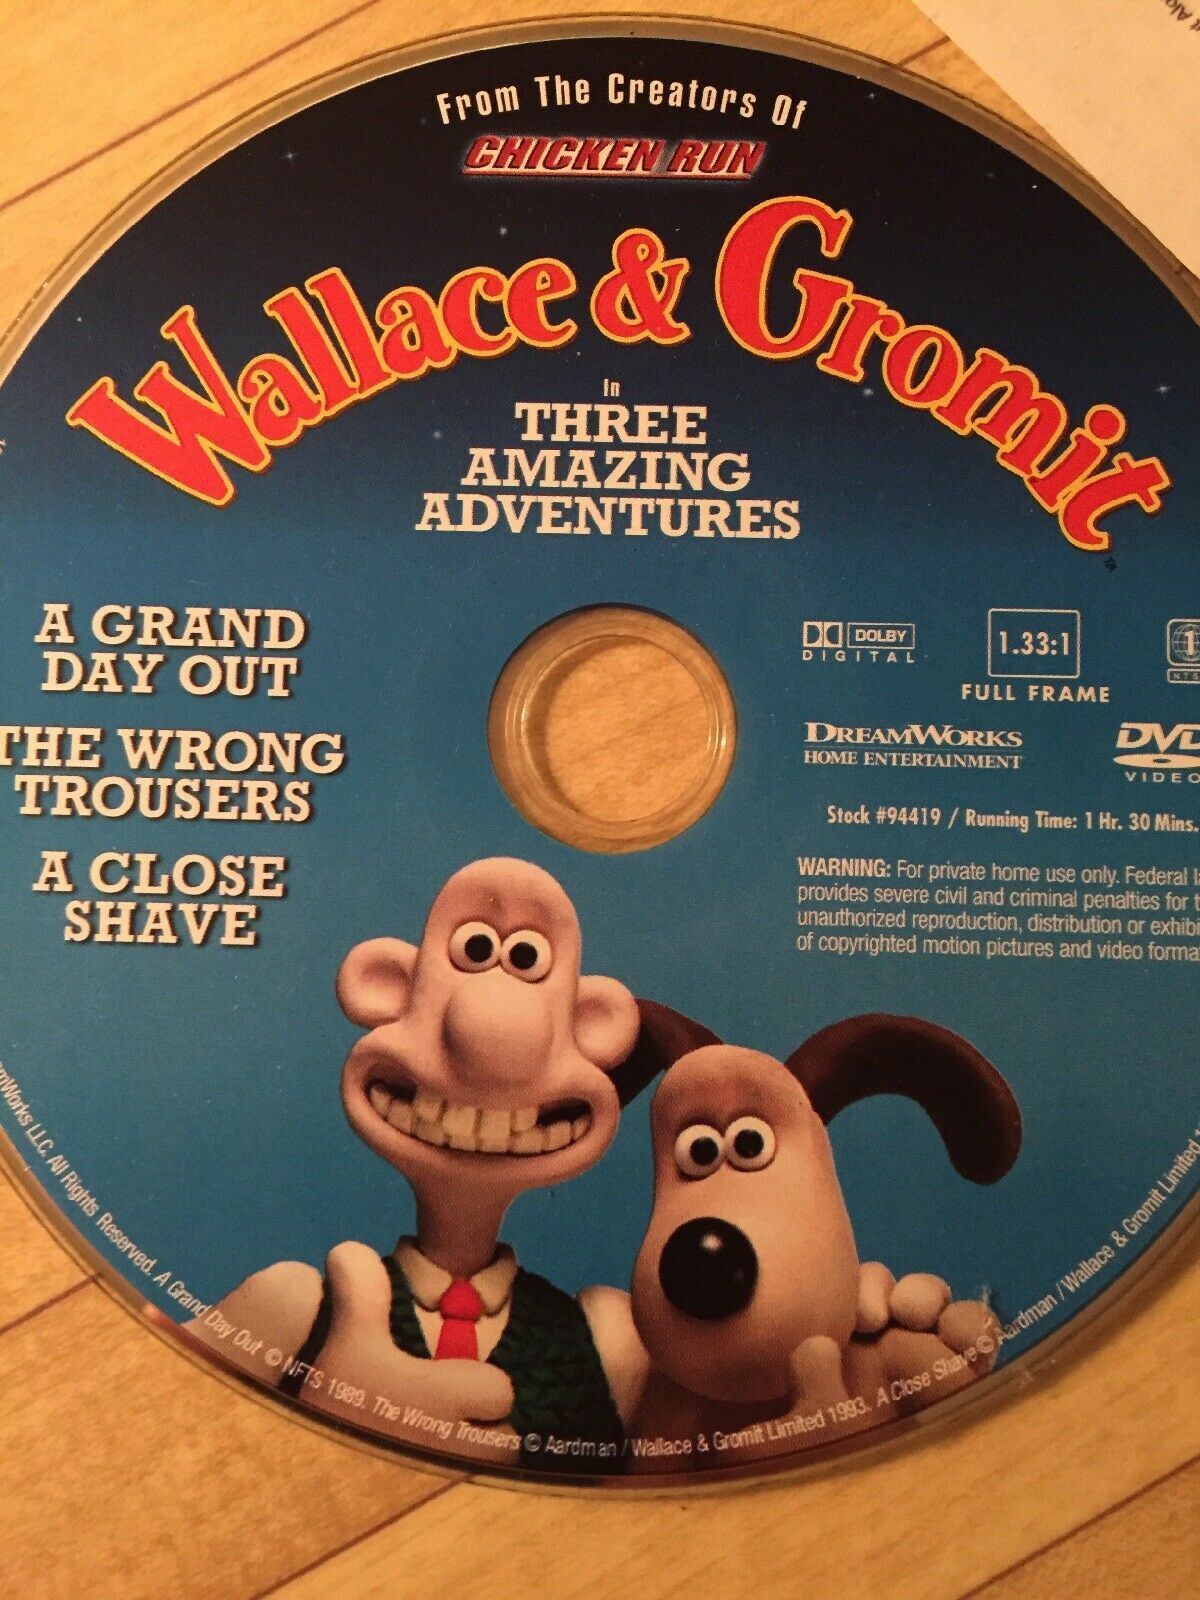 From The Creators Of
CHICKEN RUN
Wallace & Gromit™
In
THREE
AMAZING
ADVENTURES
A GRAND
DAY OUT
THE WRONG
TROUSERS
A CLOSE
SHAVE
DOLBY
DIGITAL
1.33:1
FULL FRAME
1
DREAMWORKS
HOME ENTERTAINMENT
DVD
VIDEO
Stock #94419 / Running Time: 1 Hr. 30 Mins.
WARNING: For private home use only. Federal
provides severe civil and criminal penalties for
unauthorized reproduction, distribution or
of copyrighted motion pictures and video
LLC. All Rights Reserved. A Grand Day Out © NFTS 1989. The Wrong Trousers © Aardman / Wallace & Gromit Limited 1993. A Close Shave © Aardman / Wallace & Gromit Limited